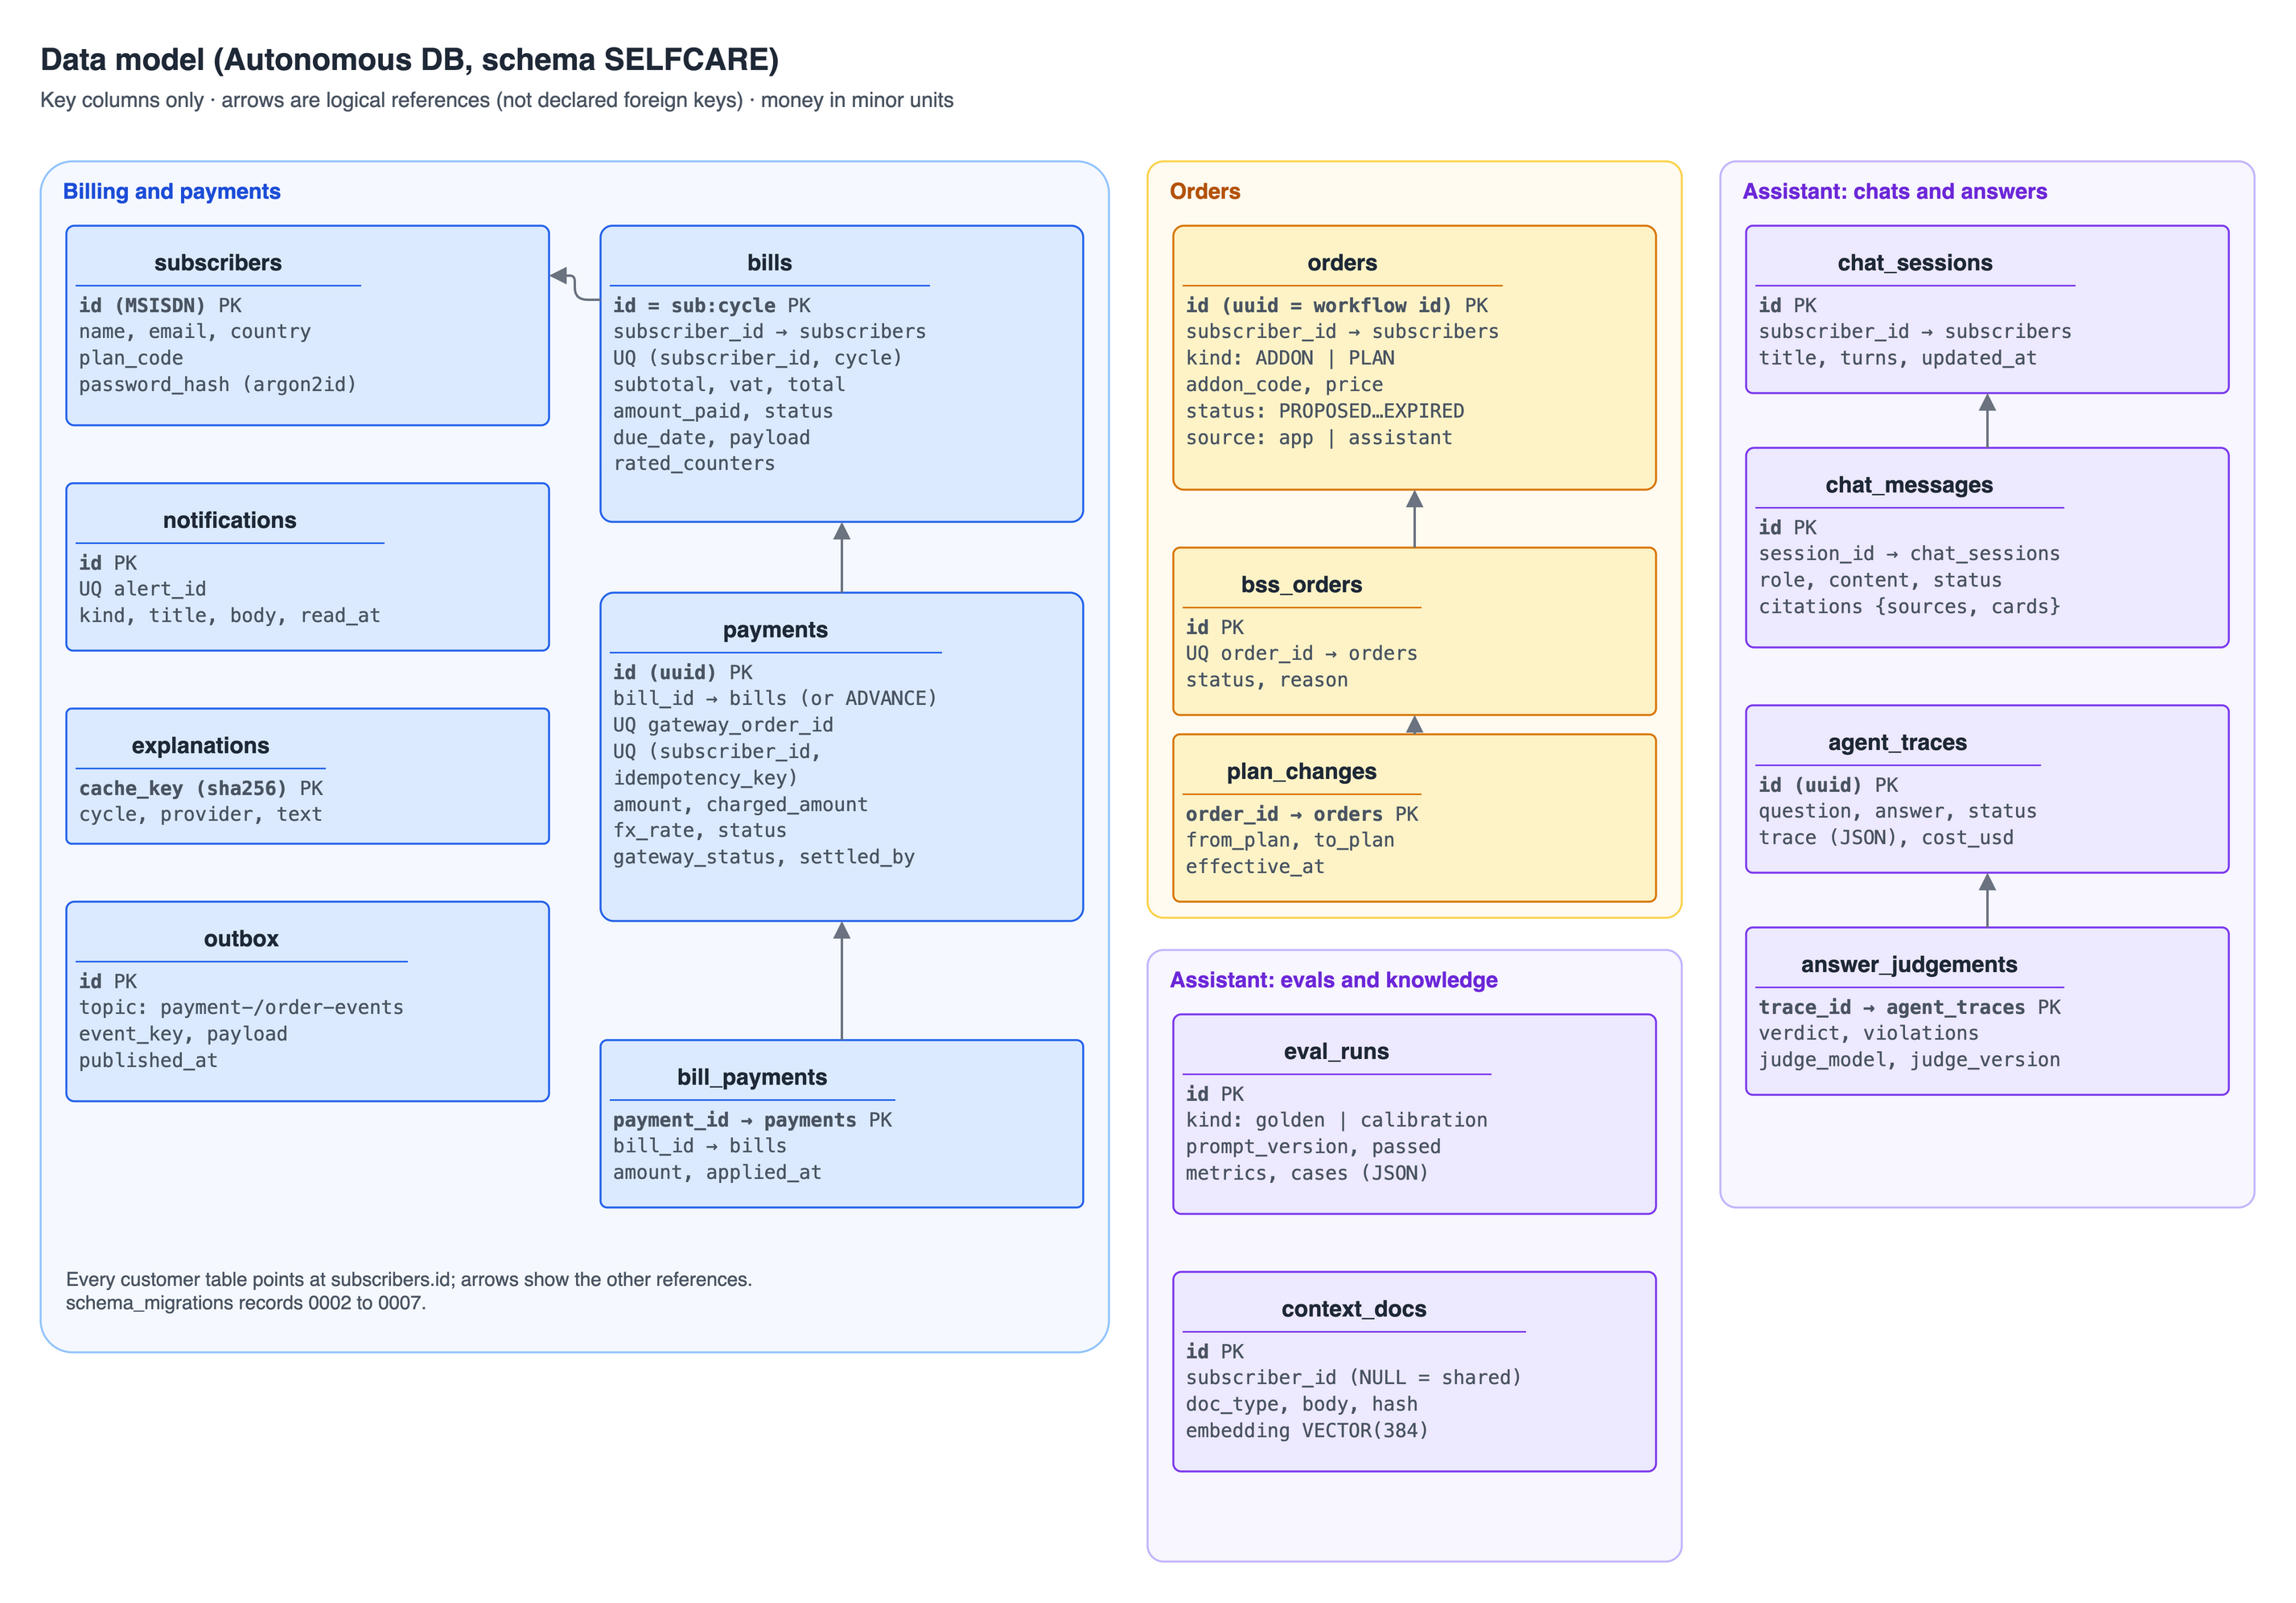 Data model (Autonomous DB, schema SELFCARE)
Key columns only · arrows are logical references (not declared foreign keys) · money in minor units
Billing and payments
subscribers
id (MSISDN) PK
name, email, country
plan_code
password_hash (argon2id)
notifications
id PK
UQ alert_id
kind, title, body, read_at
explanations
cache_key (sha256) PK
cycle, provider, text
outbox
id PK
topic: payment-/order-events
event_key, payload
published_at
bills
id = sub:cycle PK
subscriber_id → subscribers
UQ (subscriber_id, cycle)
subtotal, vat, total
amount_paid, status
due_date, payload
rated_counters
payments
id (uuid) PK
bill_id → bills (or ADVANCE)
UQ gateway_order_id
UQ (subscriber_id,
idempotency_key)
amount, charged_amount
fx_rate, status
gateway_status, settled_by
bill_payments
payment_id → payments PK
bill_id → bills
amount, applied_at
Every customer table points at subscribers.id; arrows show the other references.
schema_migrations records 0002 to 0007.
Orders
orders
id (uuid = workflow id) PK
subscriber_id → subscribers
kind: ADDON | PLAN
addon_code, price
status: PROPOSED…EXPIRED
source: app | assistant
bss_orders
id PK
UQ order_id → orders
status, reason
plan_changes
order_id → orders PK
from_plan, to_plan
effective_at
Assistant: evals and knowledge
eval_runs
id PK
kind: golden | calibration
prompt_version, passed
metrics, cases (JSON)
context_docs
id PK
subscriber_id (NULL = shared)
doc_type, body, hash
embedding VECTOR(384)
Assistant: chats and answers
chat_sessions
id PK
subscriber_id → subscribers
title, turns, updated_at
chat_messages
id PK
session_id → chat_sessions
role, content, status
citations {sources, cards}
agent_traces
id (uuid) PK
question, answer, status
trace (JSON), cost_usd
answer_judgements
trace_id → agent_traces PK
verdict, violations
judge_model, judge_version